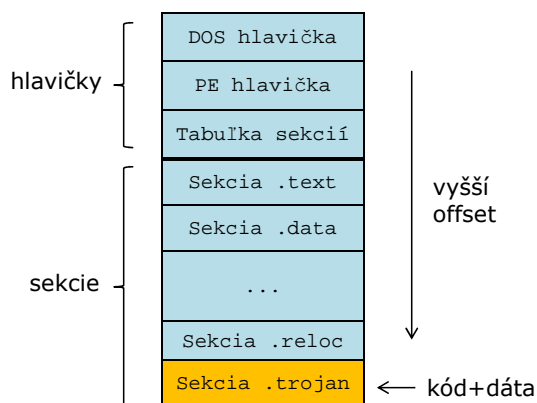 DOS hlavička
hlavičky
PE hlavička
Tabuľka sekcií
Sekcia .text
vyšší
offset
Sekcia .data
sekcie
...
Sekcia .reloc
Sekcia .trojan
kód+dáta